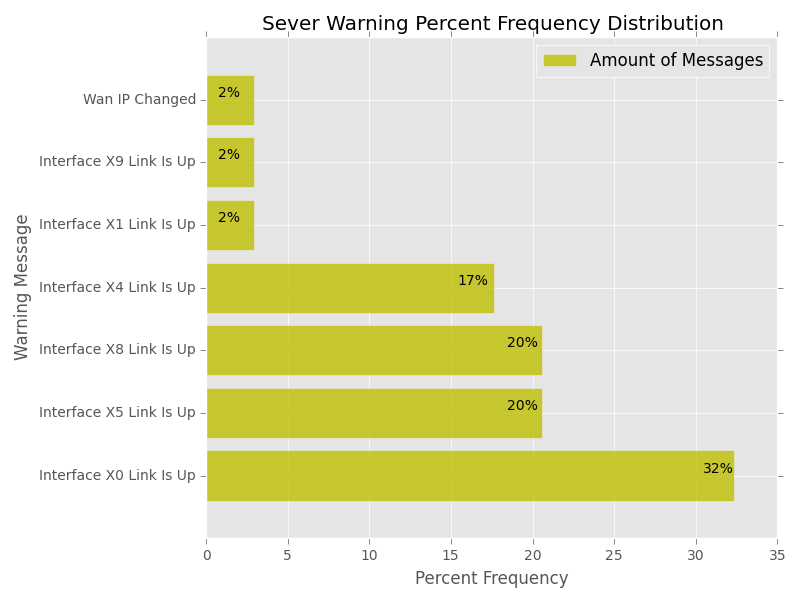 Sever Warning Percent Frequency Distribution
Amount of Messages
Wan IP Changed 2%
Interface X9 Link Is Up 2%
Interface X1 Link Is Up 2%
Interface X4 Link Is Up 17%
Interface X8 Link Is Up 20%
Interface X5 Link Is Up 20%
Interface X0 Link Is Up 32%
Warning Message
0 5 10 15 20 25 30 35
Percent Frequency